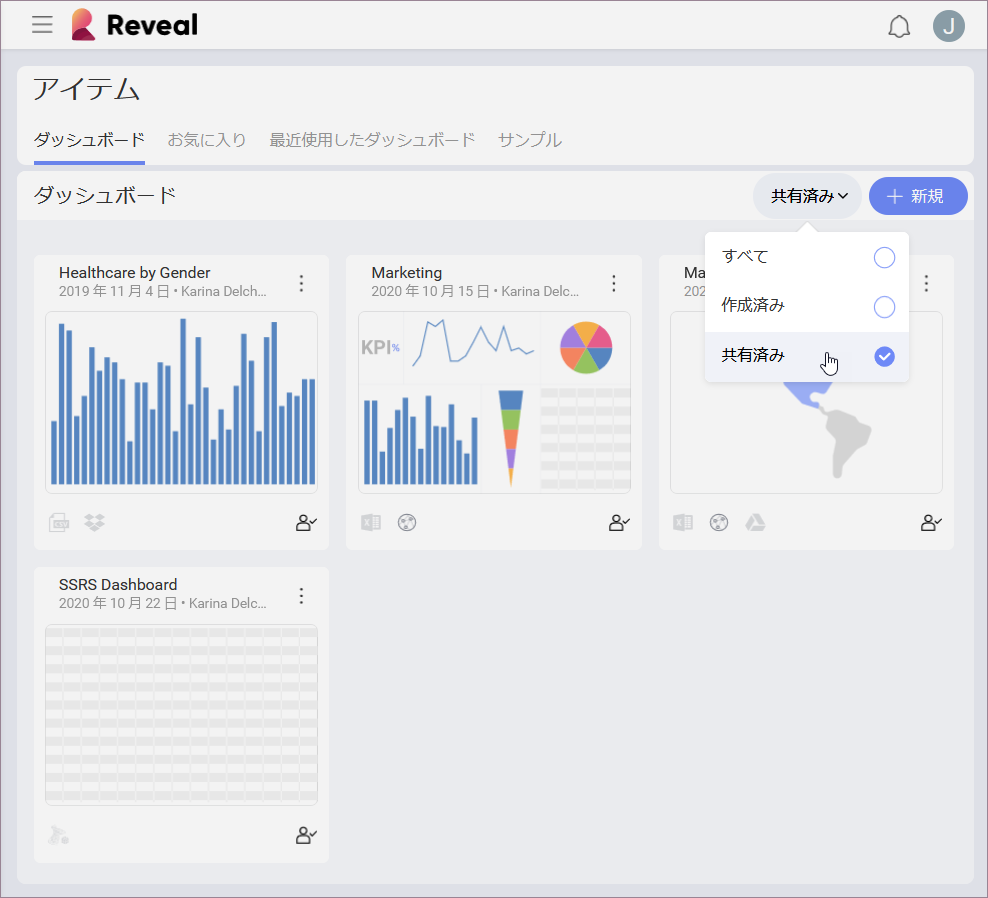 Reveal
J
アイテム
ダッシュボード お気に入り 最近使用したダッシュボード サンプル
ダッシュボード
共有済み
新規
すべて
作成済み
共有済み
Healthcare by Gender
2019 年 11 月 4 日 • Karina Delch...
Marketing
2020 年 10 月 15 日 • Karina Delc...
KPI%
Ma
202
CSV
SSRS Dashboard
2020 年 10 月 22 日 • Karina Delc...